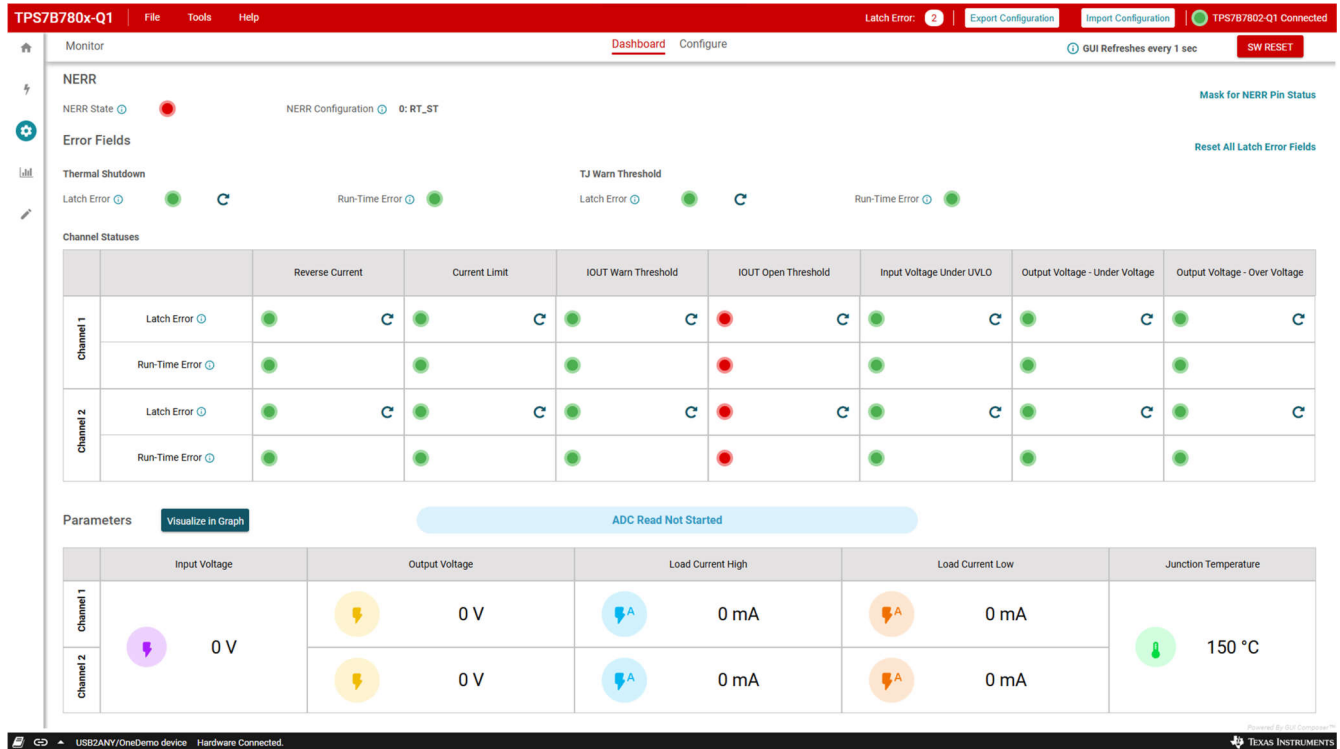 TPS7B780x-Q1 File Tools Help Latch Error: 2 Export Configuration Import Configuration TPS7B7802-Q1 Connected
Monitor Dashboard Configure GUI Refreshes every 1 sec SW RESET
NERR
Mask for NERR Pin Status
NERR State NERR Configuration 0: RT_ST
Error Fields
Reset All Latch Error Fields
Thermal Shutdown TJ Warn Threshold
Latch Error Run-Time Error Latch Error Run-Time Error
Channel Statuses
Reverse Current Current Limit IOUT Warn Threshold IOUT Open Threshold Input Voltage Under UVLO Output Voltage - Under Voltage Output Voltage - Over Voltage
Channel 1
Latch Error
Run-Time Error
Channel 2
Latch Error
Run-Time Error
Parameters Visualize in Graph ADC Read Not Started
Input Voltage Output Voltage Load Current High Load Current Low Junction Temperature
Channel 1
0 V A 0 mA A 0 mA
0 V 150 °C
Channel 2
0 V A 0 mA A 0 mA
Powered By GUI Composer™
USB2ANY/OneDemo device Hardware Connected. TEXAS INSTRUMENTS